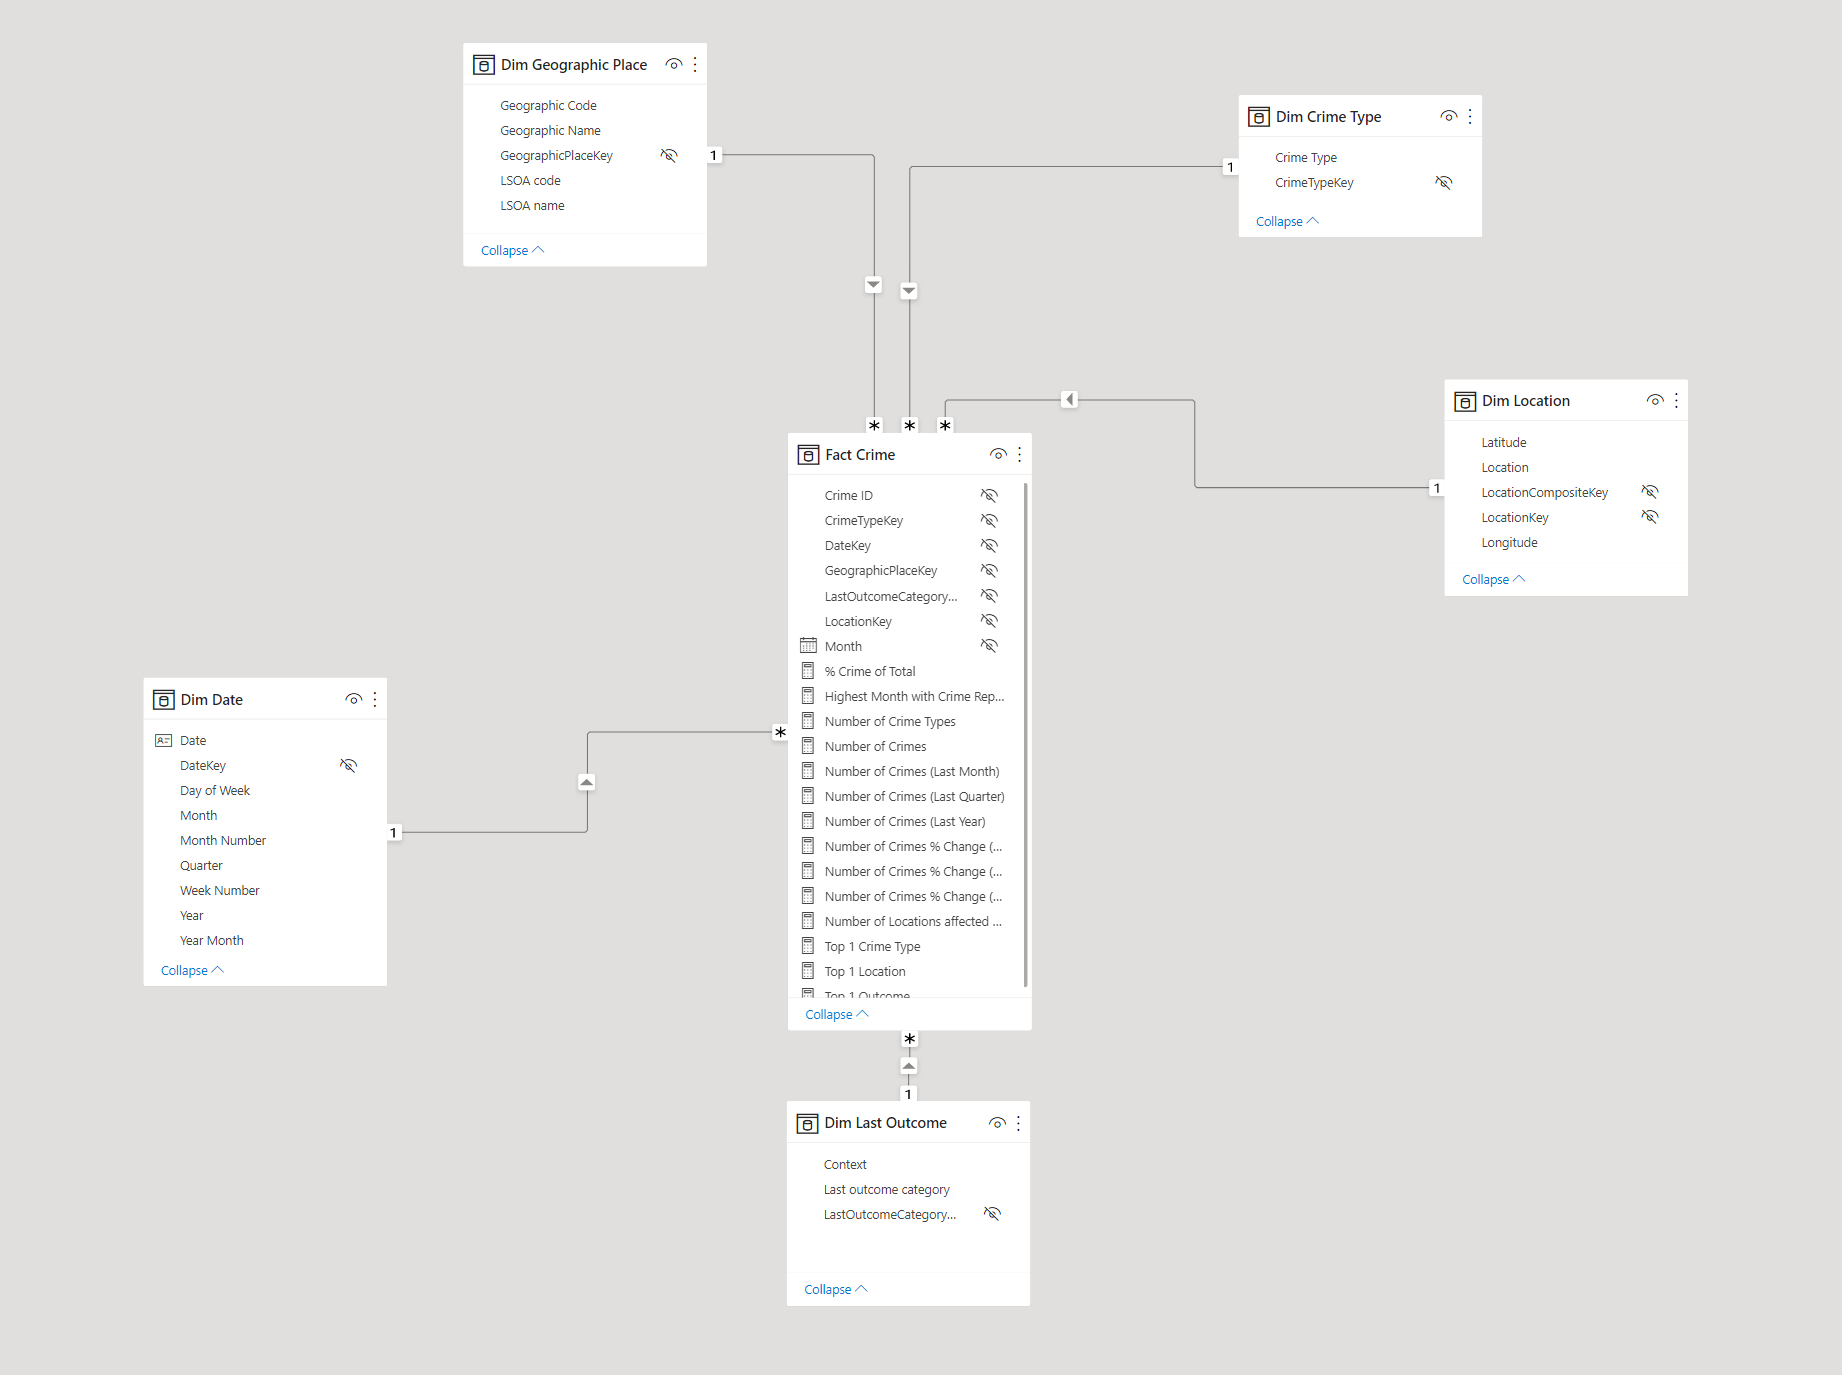 Dim Geographic Place
Geographic Code
Geographic Name
GeographicPlaceKey
LSOA code
LSOA name
Collapse
1
Dim Crime Type
Crime Type
CrimeTypeKey
Collapse
1
Dim Location
Latitude
Location
LocationCompositeKey
LocationKey
Longitude
Collapse
1
* * *
Fact Crime
Crime ID
CrimeTypeKey
DateKey
GeographicPlaceKey
LastOutcomeCategory...
LocationKey
Month
% Crime of Total
Highest Month with Crime Rep...
Number of Crime Types
Number of Crimes
Number of Crimes (Last Month)
Number of Crimes (Last Quarter)
Number of Crimes (Last Year)
Number of Crimes % Change (...
Number of Crimes % Change (...
Number of Crimes % Change (...
Number of Locations affected ...
Top 1 Crime Type
Top 1 Location
Top 1 Outcome
Collapse
*
Dim Date
Date
DateKey
Day of Week
Month
Month Number
Quarter
Week Number
Year
Year Month
Collapse
1
*
1
Dim Last Outcome
Context
Last outcome category
LastOutcomeCategory...
Collapse